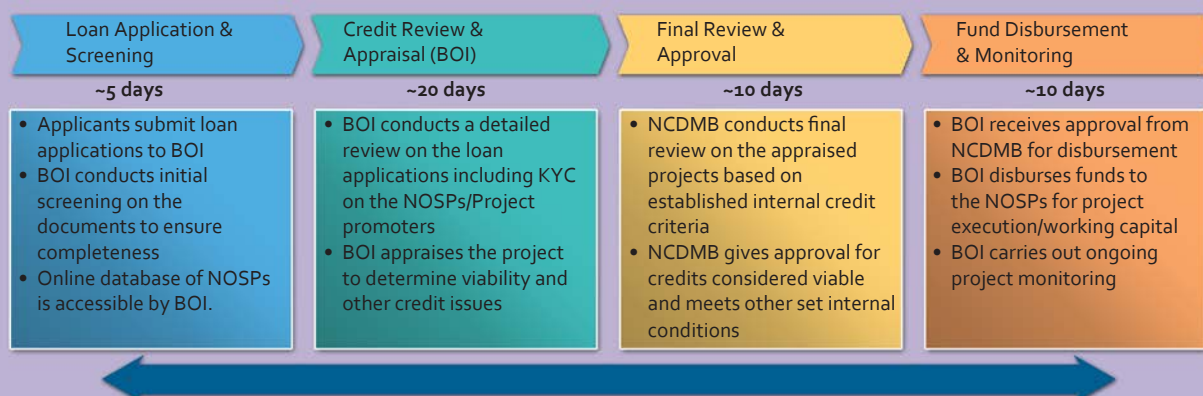 Loan Application &
Screening
~5 days
• Applicants submit loan
applications to BOI
• BOI conducts initial
screening on the
documents to ensure
completeness
• Online database of NOSPs
is accessible by BOI.
Credit Review &
Appraisal (BOI)
~20 days
• BOI conducts a detailed
review on the loan
applications including KYC
on the NOSPs/Project
promoters
• BOI appraises the project
to determine viability and
other credit issues
Final Review &
Approval
~10 days
• NCDMB conducts final
review on the appraised
projects based on
established internal credit
criteria
• NCDMB gives approval for
credits considered viable
and meets other set internal
conditions
Fund Disbursement
& Monitoring
~10 days
• BOI receives approval from
NCDMB for disbursement
• BOI disburses funds to
the NOSPs for project
execution/working capital
• BOI carries out ongoing
project monitoring